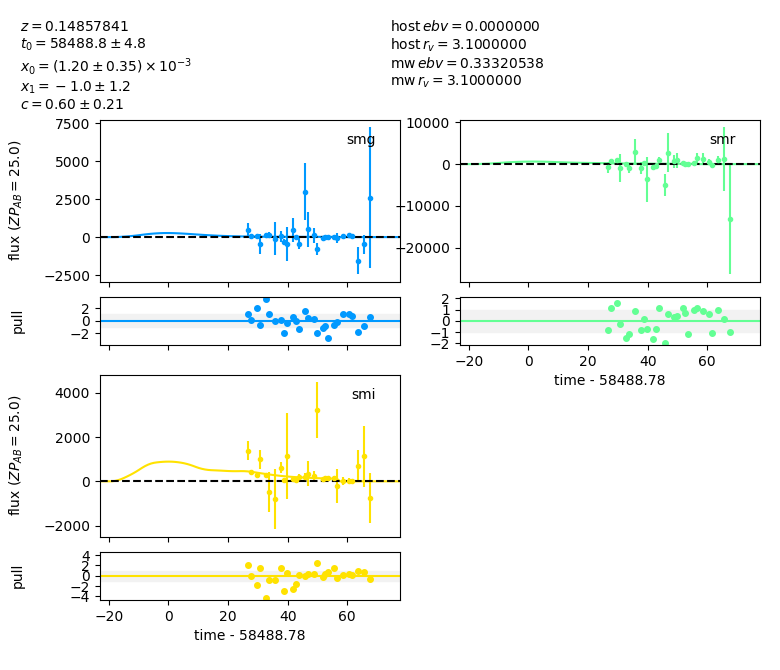 z = 0.14857841
t0 = 58488.8 ± 4.8
x0 = (1.20 ± 0.35) × 10^−3
x1 = −1.0 ± 1.2
c = 0.60 ± 0.21
host ebv = 0.0000000
host rv = 3.1000000
mw ebv = 0.33320538
mw rv = 3.1000000
smg
flux (ZP_AB = 25.0)
7500
5000
2500
0
−2500
smr
10000
0
−10000
−20000
pull
2
0
−2
2
1
0
−1
−2
−20
0
20
40
60
time - 58488.78
smi
flux (ZP_AB = 25.0)
4000
2000
0
−2000
pull
4
2
0
−2
−4
−20
0
20
40
60
time - 58488.78